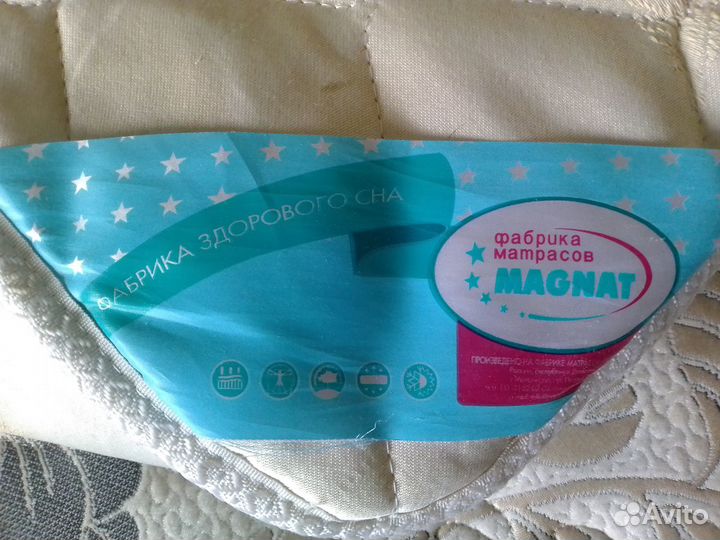 ФАБРИКА ЗДОРОВОГО СНА
фабрика
матрасов
MAGNAT
ПРОИЗВЕДЕНО НА ФАБРИКЕ
Avito